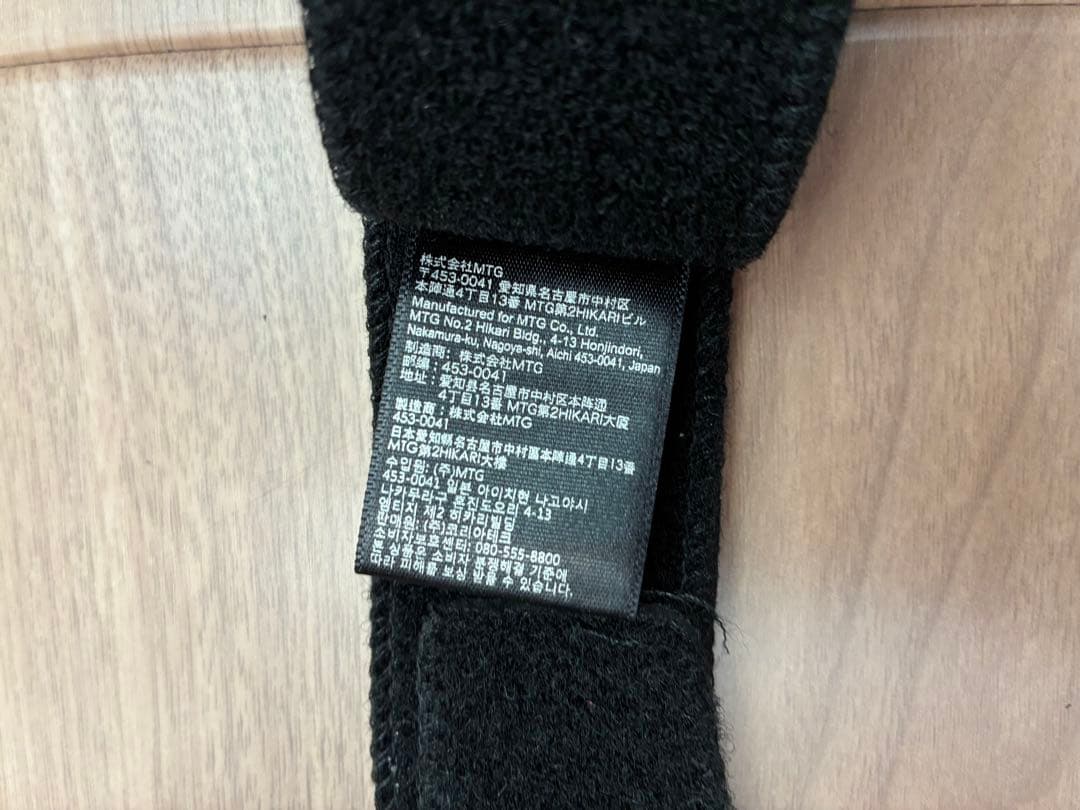 株式会社MTG
〒453-0041 愛知県名古屋市中村区
本陣通4丁目13番 MTG第2HIKARIビル
Manufactured for MTG Co., Ltd.
MTG No.2 Hikari Bldg., 4-13 Honjindori,
Nakamura-ku, Nagoya-shi, Aichi 453-0041, Japan
制造商: 株式会社MTG
邮编: 453-0041
地址: 愛知县名古屋市中村区本阵通
4丁目13番 MTG第2HIKARI大厦
製造商: 株式会社MTG
453-0041
日本愛知縣名古屋市中村區本陣通4丁目13番
MTG第2HIKARI大樓
수입원: (주)MTG
453-0041 일본 아이치현 나고야시
나카무라구 혼지도오리 4-13
엠티지 제2 히카리빌딩
판매원: (주)코리아테크
소비자보호센터: 080-555-8800
본 상품은 소비자 분쟁해결 기준에
따라 피해를 보상 받을 수 있습니다.